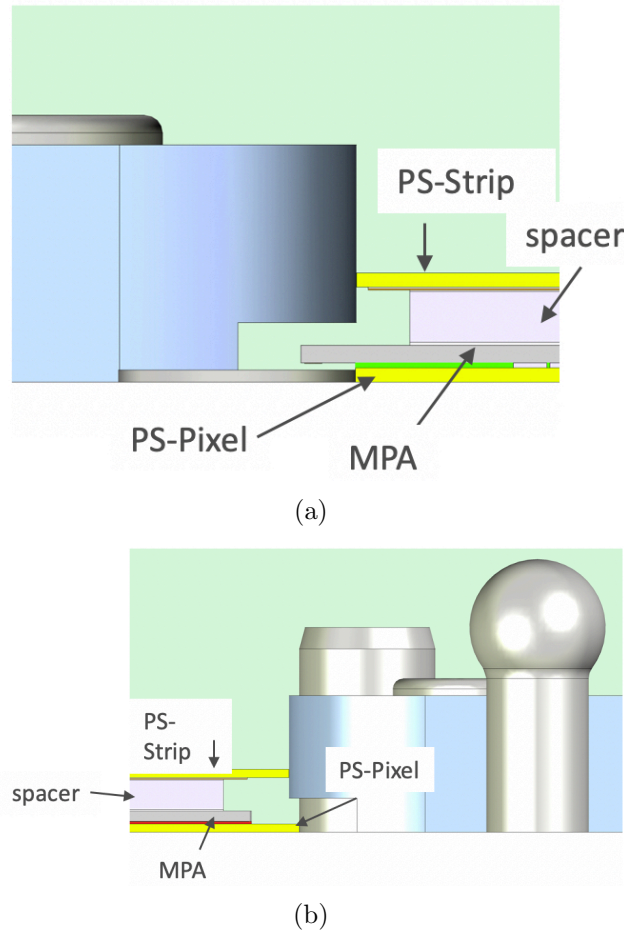 PS-Strip
spacer
PS-Pixel
MPA
(a)
PS-
Strip
PS-Pixel
spacer
MPA
(b)